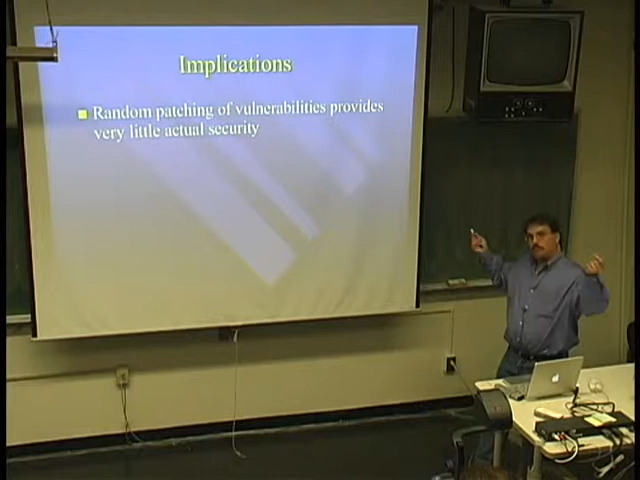 Implications
Random patching of vulnerabilities provides
very little actual security